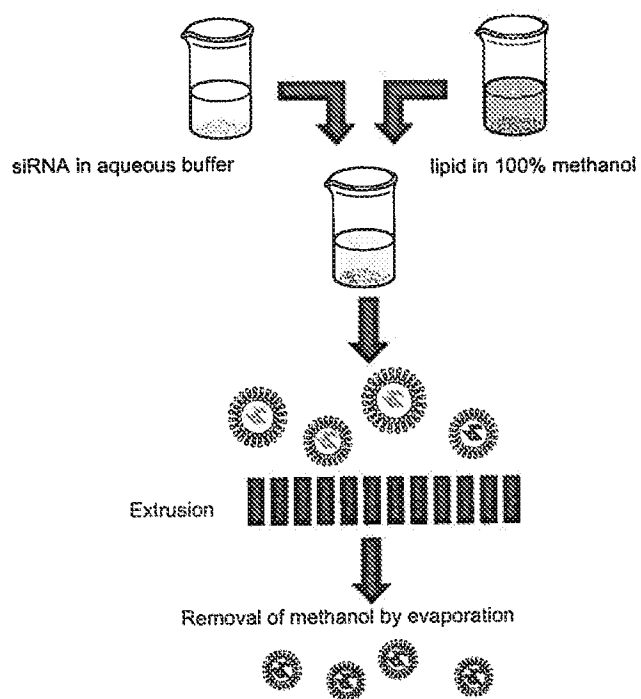 siRNA in aqueous buffer
lipid in 100% methanol
Extrusion
Removal of methanol by evaporation